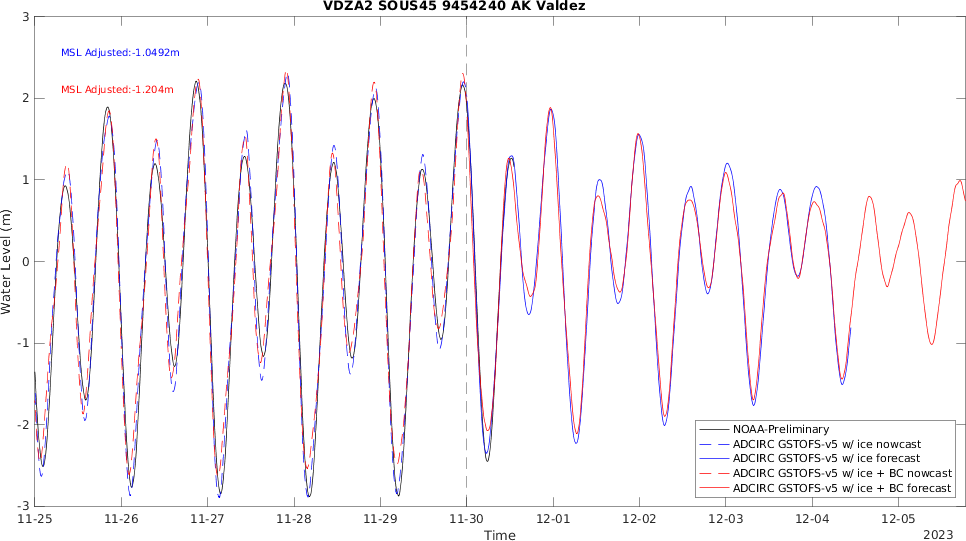 VDZA2 SOUS45 9454240 AK Valdez
3
MSL Adjusted:-1.0492m
MSL Adjusted:-1.204m
2
1
0
-1
-2
-3
Water Level (m)
NOAA-Preliminary
ADCIRC GSTOFS-v5 w/ ice nowcast
ADCIRC GSTOFS-v5 w/ ice forecast
ADCIRC GSTOFS-v5 w/ ice + BC nowcast
ADCIRC GSTOFS-v5 w/ ice + BC forecast
11-25 11-26 11-27 11-28 11-29 11-30 12-01 12-02 12-03 12-04 12-05
Time
2023